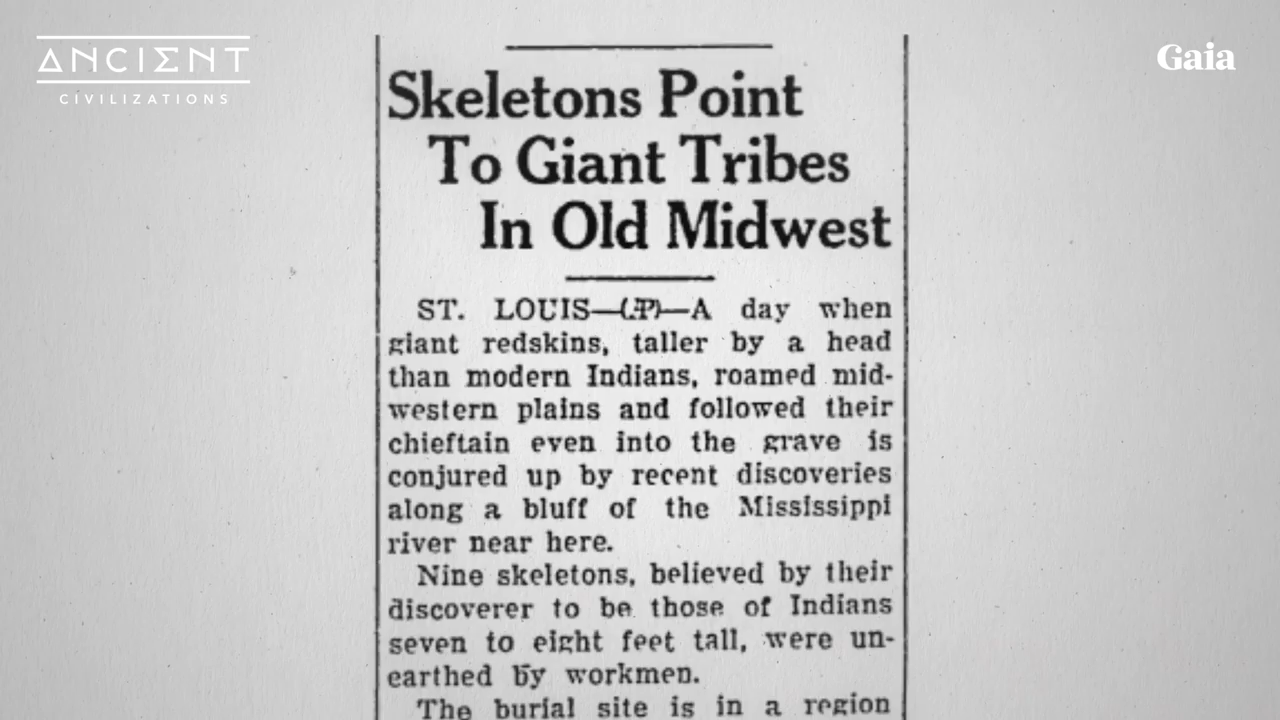 ANCIENT
CIVILIZATIONS
Gaia
Skeletons Point
To Giant Tribes
In Old Midwest
ST. LOUIS—(AP)—A day when
giant redskins, taller by a head
than modern Indians, roamed mid-
western plains and followed their
chieftain even into the grave is
conjured up by recent discoveries
along a bluff of the Mississippi
river near here.
Nine skeletons, believed by their
discoverer to be those of Indians
seven to eight feet tall, were un-
earthed by workmen.
The burial site is in a region